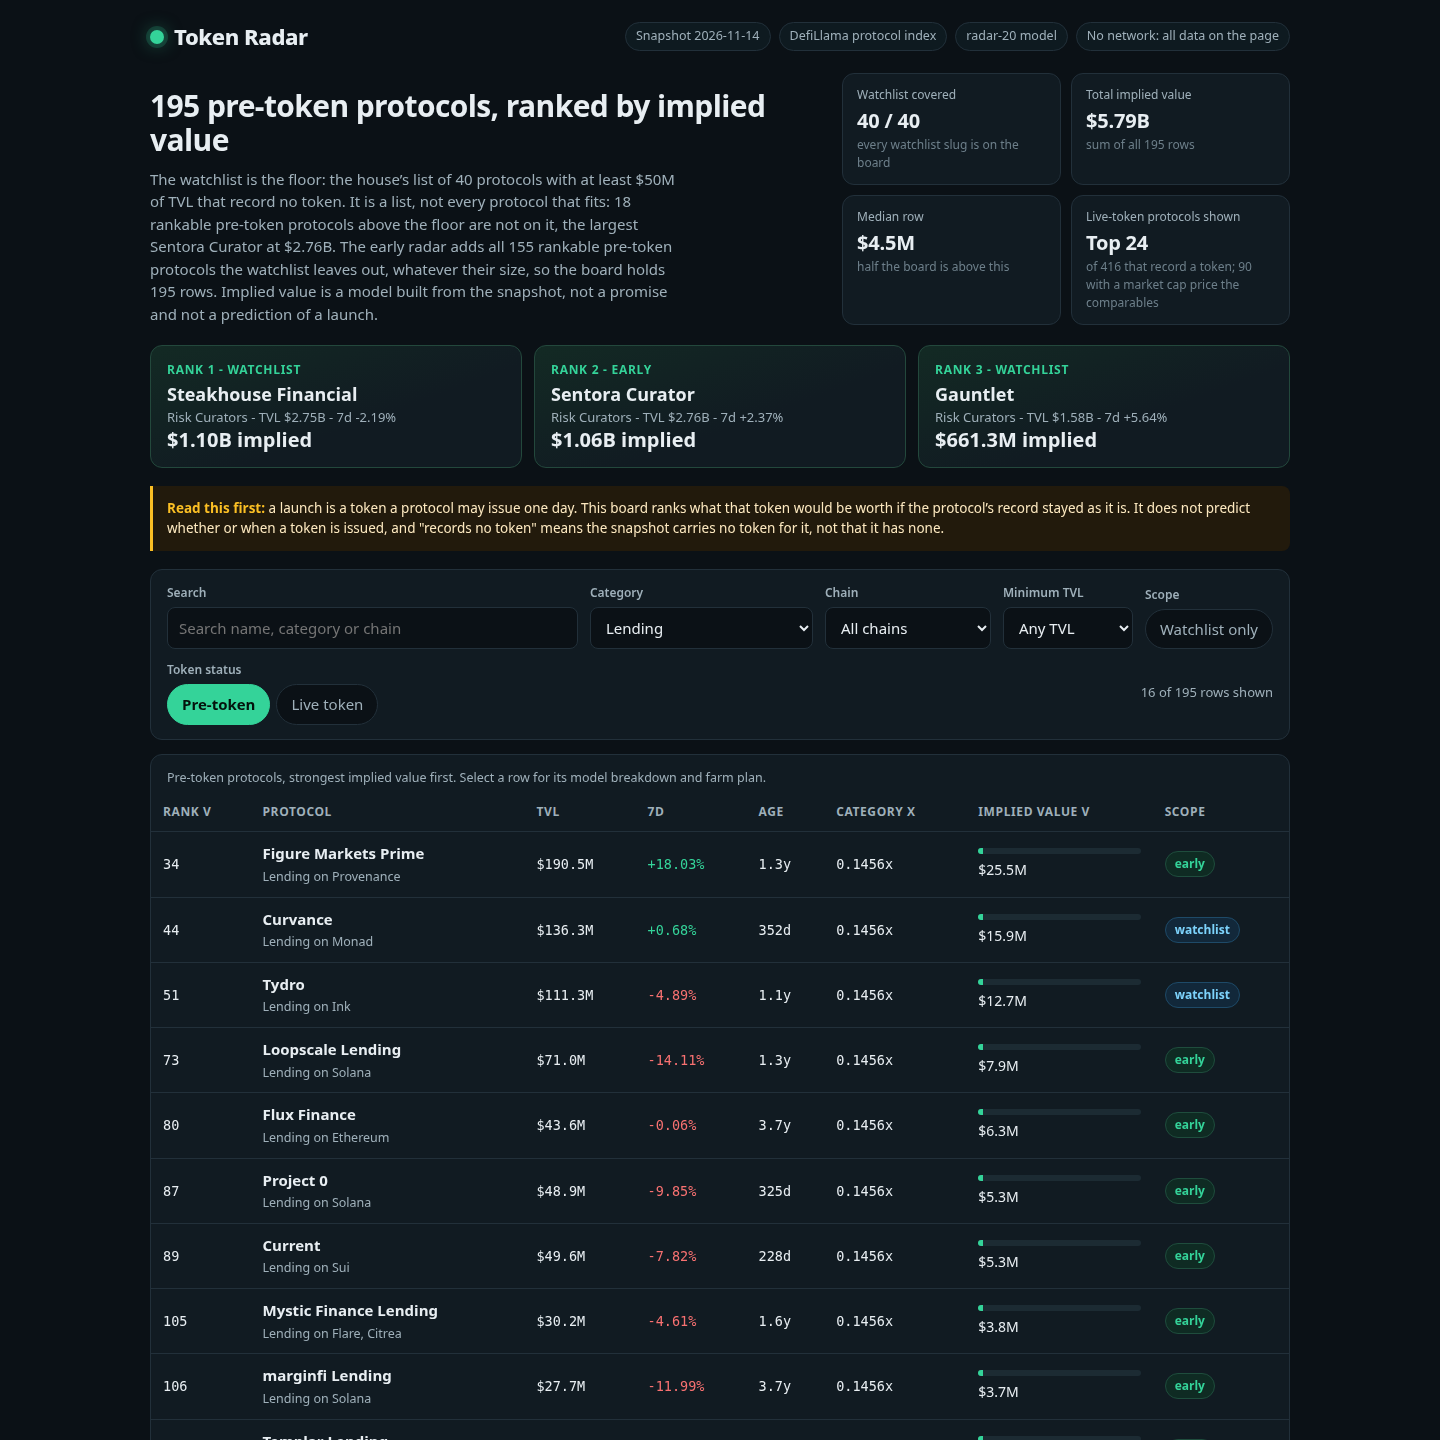 Token Radar
Snapshot 2026-11-14
DefiLlama protocol index
radar-20 model
No network: all data on the page
195 pre-token protocols, ranked by implied
value
The watchlist is the floor: the house's list of 40 protocols with at least $50M
of TVL that record no token. It is a list, not every protocol that fits: 18
rankable pre-token protocols above the floor are not on it, the largest
Sentora Curator at $2.76B. The early radar adds all 155 rankable pre-token
protocols the watchlist leaves out, whatever their size, so the board holds
195 rows. Implied value is a model built from the snapshot, not a promise
and not a prediction of a launch.
Watchlist covered
40 / 40
every watchlist slug is on the
board
Total implied value
$5.79B
sum of all 195 rows
Median row
$4.5M
half the board is above this
Live-token protocols shown
Top 24
of 416 that record a token; 90
with a market cap price the
comparables
RANK 1 - WATCHLIST
Steakhouse Financial
Risk Curators - TVL $2.75B - 7d -2.19%
$1.10B implied
RANK 2 - EARLY
Sentora Curator
Risk Curators - TVL $2.76B - 7d +2.37%
$1.06B implied
RANK 3 - WATCHLIST
Gauntlet
Risk Curators - TVL $1.58B - 7d +5.64%
$661.3M implied
Read this first: a launch is a token a protocol may issue one day. This board ranks what that token would be worth if the protocol's record stayed as it is. It does not predict
whether or when a token is issued, and "records no token" means the snapshot carries no token for it, not that it has none.
Search
Search name, category or chain
Category
Lending
Chain
All chains
Minimum TVL
Any TVL
Scope
Watchlist only
Token status
Pre-token
Live token
16 of 195 rows shown
Pre-token protocols, strongest implied value first. Select a row for its model breakdown and farm plan.
RANK V PROTOCOL TVL 7D AGE CATEGORY X IMPLIED VALUE V SCOPE
34 Figure Markets Prime $190.5M +18.03% 1.3y 0.1456x $25.5M early
Lending on Provenance
44 Curvance $136.3M +0.68% 352d 0.1456x $15.9M watchlist
Lending on Monad
51 Tydro $111.3M -4.89% 1.1y 0.1456x $12.7M watchlist
Lending on Ink
73 Loopscale Lending $71.0M -14.11% 1.3y 0.1456x $7.9M early
Lending on Solana
80 Flux Finance $43.6M -0.06% 3.7y 0.1456x $6.3M early
Lending on Ethereum
87 Project 0 $48.9M -9.85% 325d 0.1456x $5.3M early
Lending on Solana
89 Current $49.6M -7.82% 228d 0.1456x $5.3M early
Lending on Sui
105 Mystic Finance Lending $30.2M -4.61% 1.6y 0.1456x $3.8M early
Lending on Flare, Citrea
106 marginfi Lending $27.7M -11.99% 3.7y 0.1456x $3.7M early
Lending on Solana